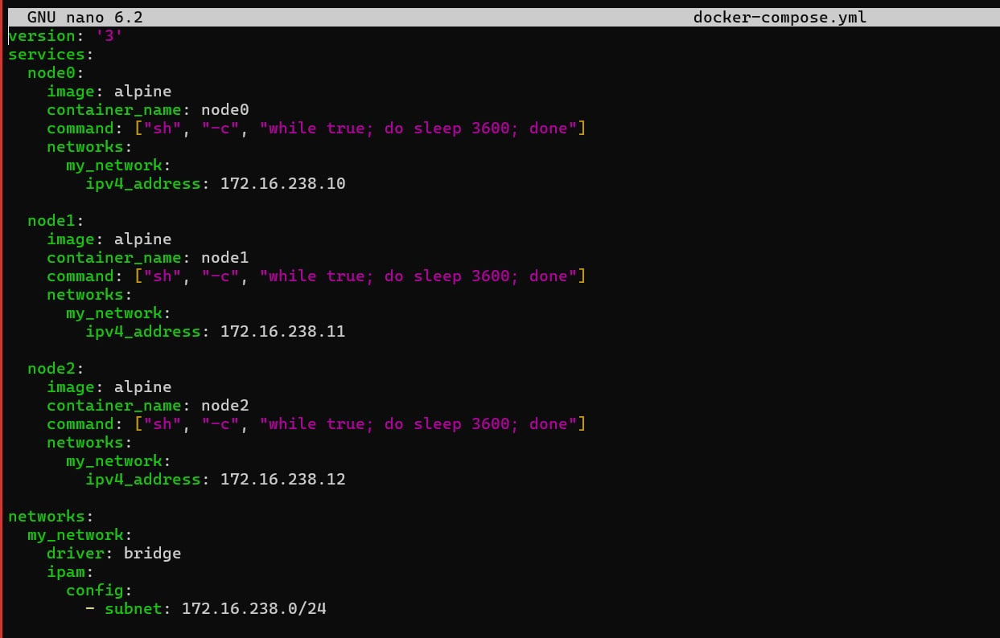 GNU nano 6.2 docker-compose.yml
version: '3'
services:
  node0:
    image: alpine
    container_name: node0
    command: ["sh", "-c", "while true; do sleep 3600; done"]
    networks:
      my_network:
        ipv4_address: 172.16.238.10

  node1:
    image: alpine
    container_name: node1
    command: ["sh", "-c", "while true; do sleep 3600; done"]
    networks:
      my_network:
        ipv4_address: 172.16.238.11

  node2:
    image: alpine
    container_name: node2
    command: ["sh", "-c", "while true; do sleep 3600; done"]
    networks:
      my_network:
        ipv4_address: 172.16.238.12

networks:
  my_network:
    driver: bridge
    ipam:
      config:
        - subnet: 172.16.238.0/24